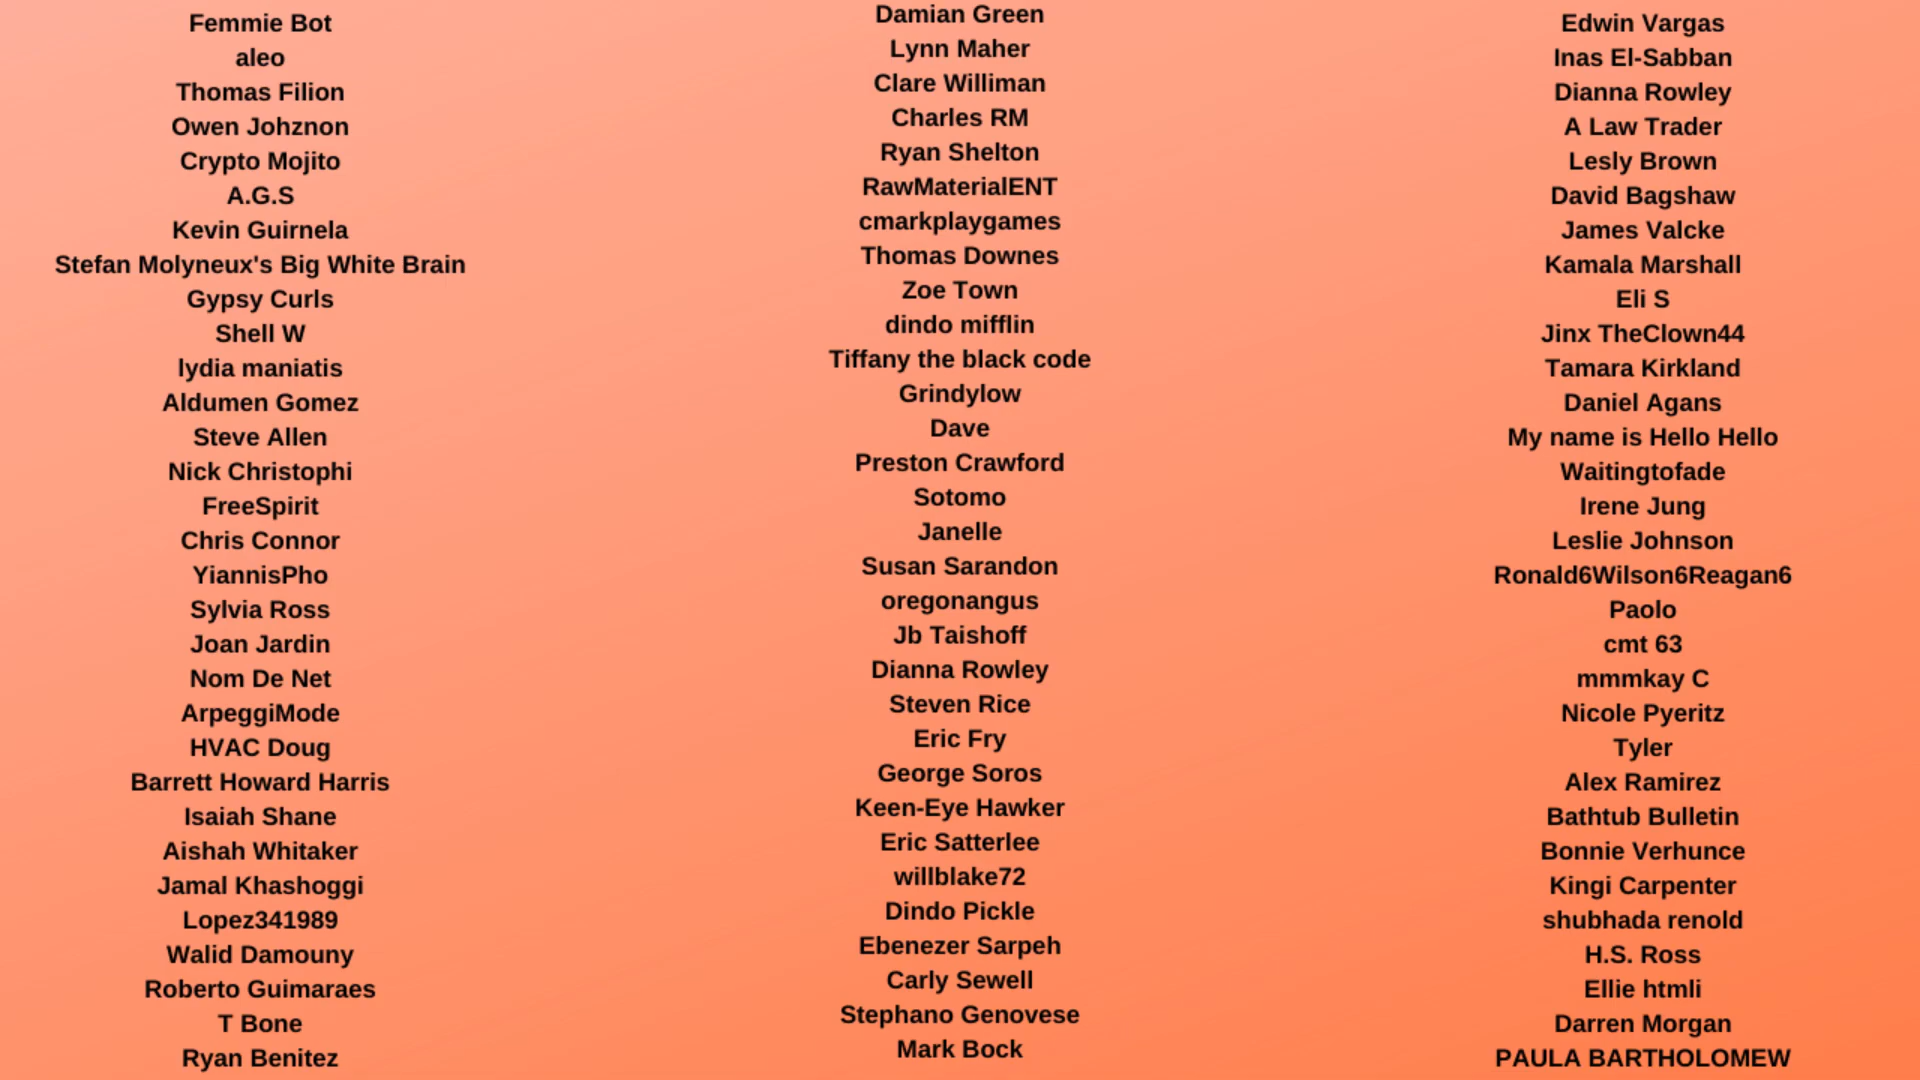 Femmie Bot
aleo
Thomas Filion
Owen Johznon
Crypto Mojito
A.G.S
Kevin Guirnela
Stefan Molyneux's Big White Brain
Gypsy Curls
Shell W
lydia maniatis
Aldumen Gomez
Steve Allen
Nick Christophi
FreeSpirit
Chris Connor
YiannisPho
Sylvia Ross
Joan Jardin
Nom De Net
ArpeggiMode
HVAC Doug
Barrett Howard Harris
Isaiah Shane
Aishah Whitaker
Jamal Khashoggi
Lopez341989
Walid Damouny
Roberto Guimaraes
T Bone
Ryan Benitez
Damian Green
Lynn Maher
Clare Williman
Charles RM
Ryan Shelton
RawMaterialENT
cmarkplaygames
Thomas Downes
Zoe Town
dindo mifflin
Tiffany the black code
Grindylow
Dave
Preston Crawford
Sotomo
Janelle
Susan Sarandon
oregonangus
Jb Taishoff
Dianna Rowley
Steven Rice
Eric Fry
George Soros
Keen-Eye Hawker
Eric Satterlee
willblake72
Dindo Pickle
Ebenezer Sarpeh
Carly Sewell
Stephano Genovese
Mark Bock
Edwin Vargas
Inas El-Sabban
Dianna Rowley
A Law Trader
Lesly Brown
David Bagshaw
James Valcke
Kamala Marshall
Eli S
Jinx TheClown44
Tamara Kirkland
Daniel Agans
My name is Hello Hello
Waitingtofade
Irene Jung
Leslie Johnson
Ronald6Wilson6Reagan6
Paolo
cmt 63
mmmkay C
Nicole Pyeritz
Tyler
Alex Ramirez
Bathtub Bulletin
Bonnie Verhunce
Kingi Carpenter
shubhada renold
H.S. Ross
Ellie htmli
Darren Morgan
PAULA BARTHOLOMEW